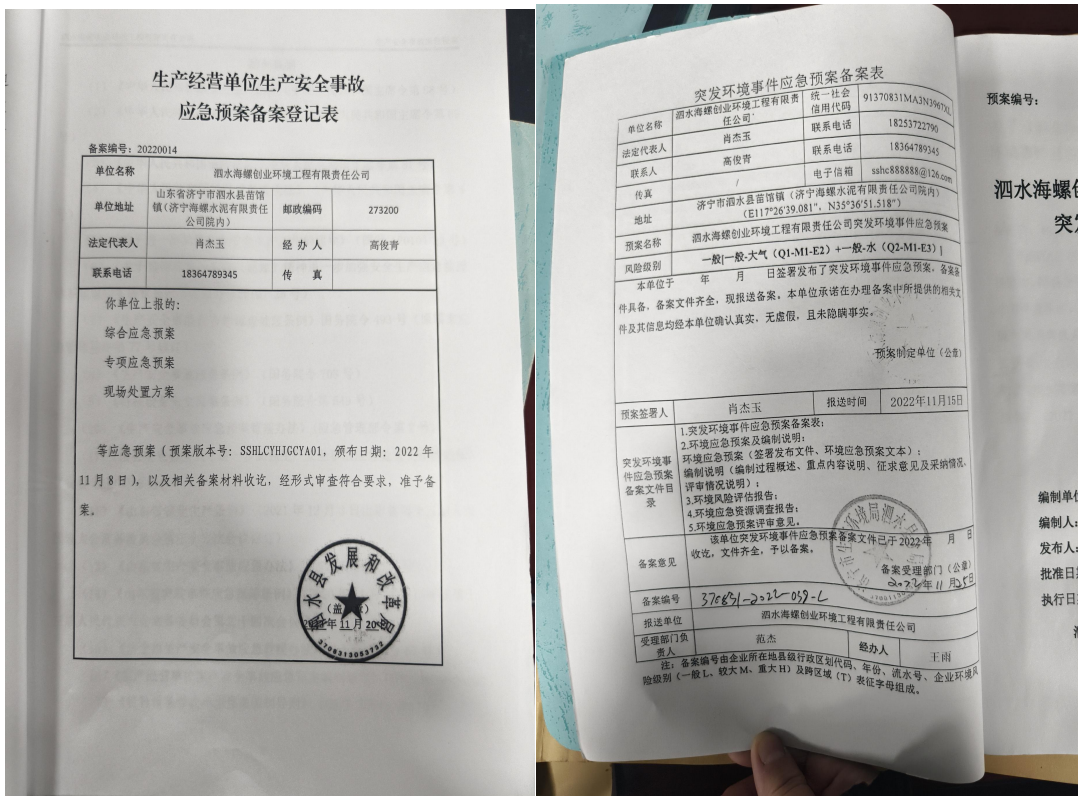 生产经营单位生产安全事故
应急预案备案登记表
备案编号：20220014
单位名称 泗水海螺创业环境工程有限责任公司
单位地址 山东省济宁市泗水县苗馆
镇（济宁海螺水泥有限责任
公司院内） 邮政编码 273200
法定代表人 肖杰玉 经办人 高俊青
联系电话 18364789345 传真
你单位上报的：
综合应急预案
专项应急预案
现场处置方案
等应急预案（预案版本号：SSHLCYHJGCYA01，颁布日期：2022年
11月8日），以及相关备案材料收讫，经形式审查符合要求，准予备
案。
泗水县发展和改革局
（盖章）
11月20
3708313053732
突发环境事件应急预案备案表
单位名称 泗水海螺创业环境工程有限责
任公司 统一社会
信用代码 91370831MA3N3967XL
法定代表人 肖杰玉 联系电话 18253722790
联系人 高俊青 联系电话 18364789345
传真 / 电子信箱 sshc888888@126.com
地址 济宁市泗水县苗馆镇（济宁海螺水泥有限责任公司院内）
（E117°26′39.081″，N35°36′51.518″）
预案名称 泗水海螺创业环境工程有限责任公司突发环境事件应急预案
风险级别 一般[一般-大气（Q1-M1-E2）+一般-水（Q2-M1-E3）]
本单位于 年 月 日签署发布了突发环境事件应急预案，备案条
件具备，备案文件齐全，现报送备案。本单位承诺在办理备案中所提供的相关文
件及其信息均经本单位确认真实、无虚假，且未隐瞒事实。
预案制定单位（公章）
预案签署人 肖杰玉 报送时间 2022年11月15日
突发环境事
件应急预案
备案文件目
录
1.突发环境事件应急预案备案表；
2.环境应急预案及编制说明：
环境应急预案（签署发布文件、环境应急预案文本）；
编制说明（编制过程概述、重点内容说明、征求意见及采纳情况、
评审情况说明）；
3.环境风险评估报告；
4.环境应急资源调查报告；
5.环境应急预案评审意见。
备案意见 该单位突发环境事件应急预案备案文件已于2022年 月 日
收讫，文件齐全，予以备案。
备案受理部门（公章）
2022年11月25日
备案编号 370831-2022-039-L
报送单位 泗水海螺创业环境工程有限责任公司
受理部门负
责人 范杰 经办人 王雨
注：备案编号由企业所在地县级行政区划代码、年份、流水号、企业环境风
险级别（一般L、较大M、重大H）及跨区域（T）表征字母组成。
预案编号：
泗水海螺创
突发
编制单位
编制人：
发布人：
批准日
执行日